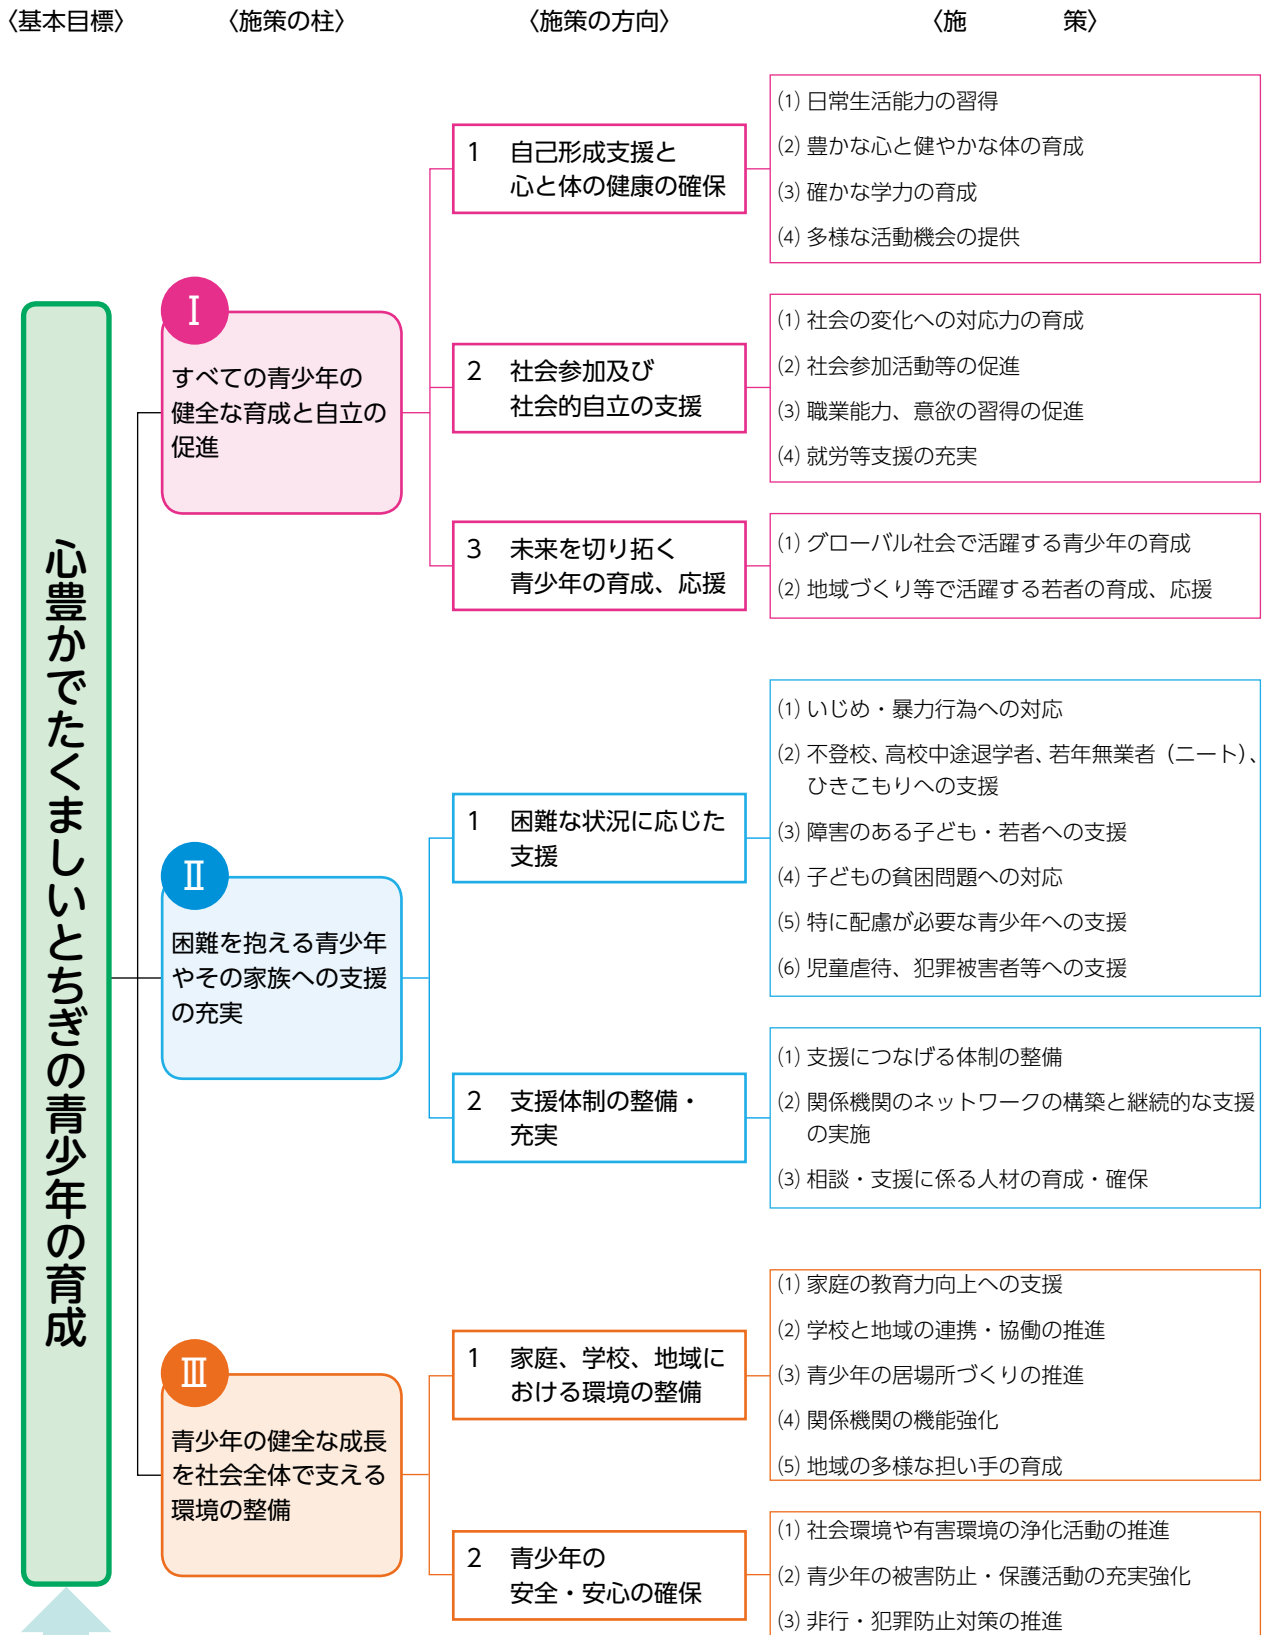 〈基本目標〉 〈施策の柱〉 〈施策の方向〉 〈施 策〉
心豊かでたくましいとちぎの青少年の育成
Ⅰ
すべての青少年の
健全な育成と自立の
促進
1 自己形成支援と
心と体の健康の確保
(1) 日常生活能力の習得
(2) 豊かな心と健やかな体の育成
(3) 確かな学力の育成
(4) 多様な活動機会の提供
2 社会参加及び
社会的自立の支援
(1) 社会の変化への対応力の育成
(2) 社会参加活動等の促進
(3) 職業能力、意欲の習得の促進
(4) 就労等支援の充実
3 未来を切り拓く
青少年の育成、応援
(1) グローバル社会で活躍する青少年の育成
(2) 地域づくり等で活躍する若者の育成、応援
Ⅱ
困難を抱える青少年
やその家族への支援
の充実
1 困難な状況に応じた
支援
(1) いじめ・暴力行為への対応
(2) 不登校、高校中途退学者、若年無業者（ニート）、
ひきこもりへの支援
(3) 障害のある子ども・若者への支援
(4) 子どもの貧困問題への対応
(5) 特に配慮が必要な青少年への支援
(6) 児童虐待、犯罪被害者等への支援
2 支援体制の整備・
充実
(1) 支援につなげる体制の整備
(2) 関係機関のネットワークの構築と継続的な支援
の実施
(3) 相談・支援に係る人材の育成・確保
Ⅲ
青少年の健全な成長
を社会全体で支える
環境の整備
1 家庭、学校、地域に
おける環境の整備
(1) 家庭の教育力向上への支援
(2) 学校と地域の連携・協働の推進
(3) 青少年の居場所づくりの推進
(4) 関係機関の機能強化
(5) 地域の多様な担い手の育成
2 青少年の
安全・安心の確保
(1) 社会環境や有害環境の浄化活動の推進
(2) 青少年の被害防止・保護活動の充実強化
(3) 非行・犯罪防止対策の推進